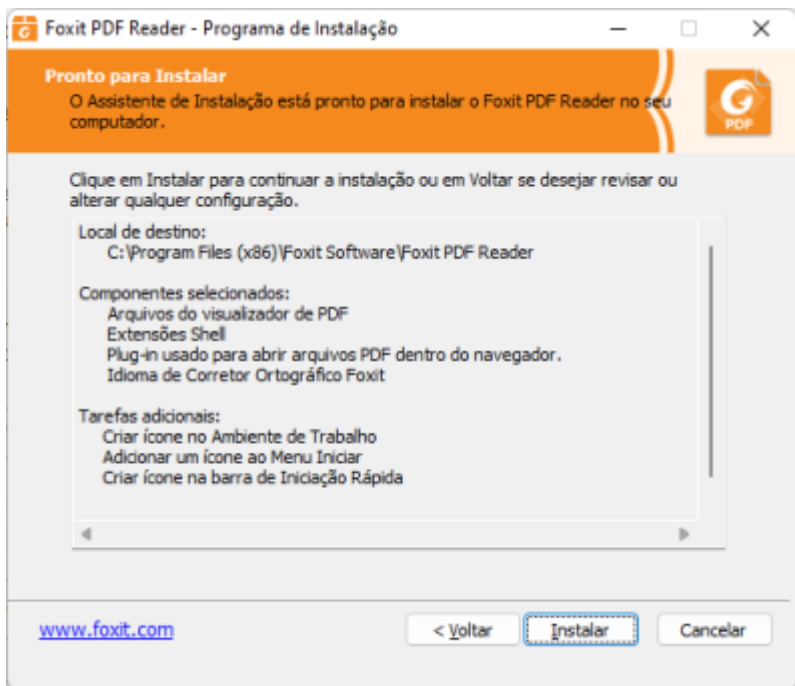 Foxit PDF Reader - Programa de Instalação
Pronto para Instalar
O Assistente de Instalação está pronto para instalar o Foxit PDF Reader no seu
computador.
PDF
Clique em Instalar para continuar a instalação ou em Voltar se desejar revisar ou
alterar qualquer configuração.
Local de destino:
C:\Program Files (x86)\Foxit Software\Foxit PDF Reader
Componentes selecionados:
Arquivos do visualizador de PDF
Extensões Shell
Plug-in usado para abrir arquivos PDF dentro do navegador.
Idioma de Corretor Ortográfico Foxit
Tarefas adicionais:
Criar ícone no Ambiente de Trabalho
Adicionar um ícone ao Menu Iniciar
Criar ícone na barra de Iniciação Rápida
www.foxit.com
< Voltar
Instalar
Cancelar